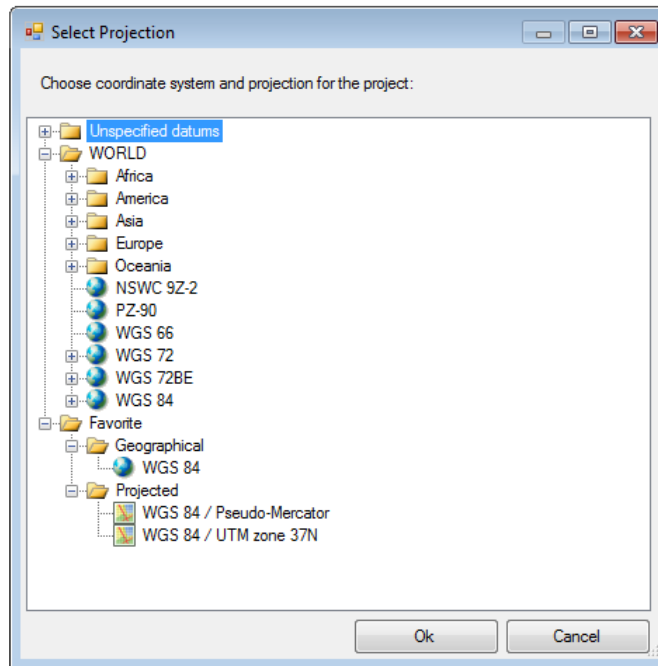 Select Projection
Choose coordinate system and projection for the project:
Unspecified datums
WORLD
Africa
America
Asia
Europe
Oceania
NSWC 9Z-2
PZ-90
WGS 66
WGS 72
WGS 72BE
WGS 84
Favorite
Geographical
WGS 84
Projected
WGS 84 / Pseudo-Mercator
WGS 84 / UTM zone 37N
Ok Cancel